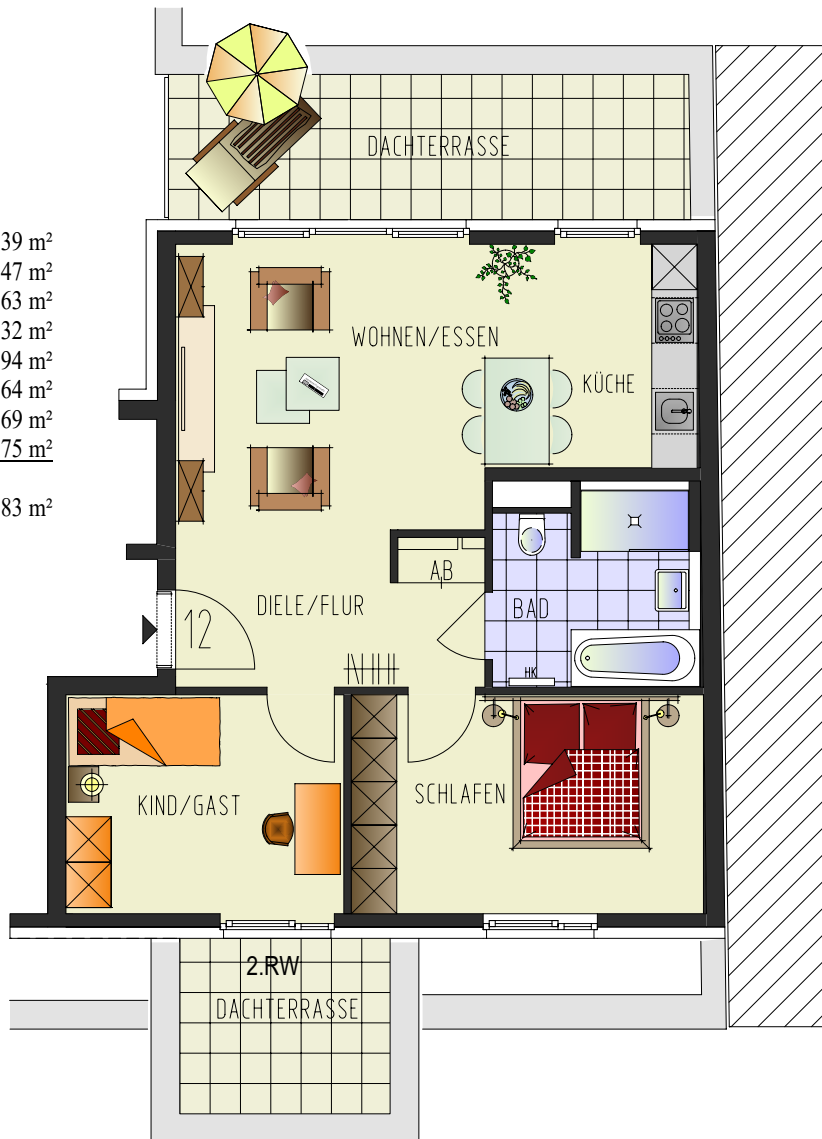 DACHTERRASSE
39 m²
47 m²
63 m²
32 m²
94 m²
64 m²
69 m²
75 m²
83 m²
WOHNEN/ESSEN
KÜCHE
AB
DIELE/FLUR
BAD
12
HK
KIND/GAST
SCHLAFEN
2.RW
DACHTERRASSE